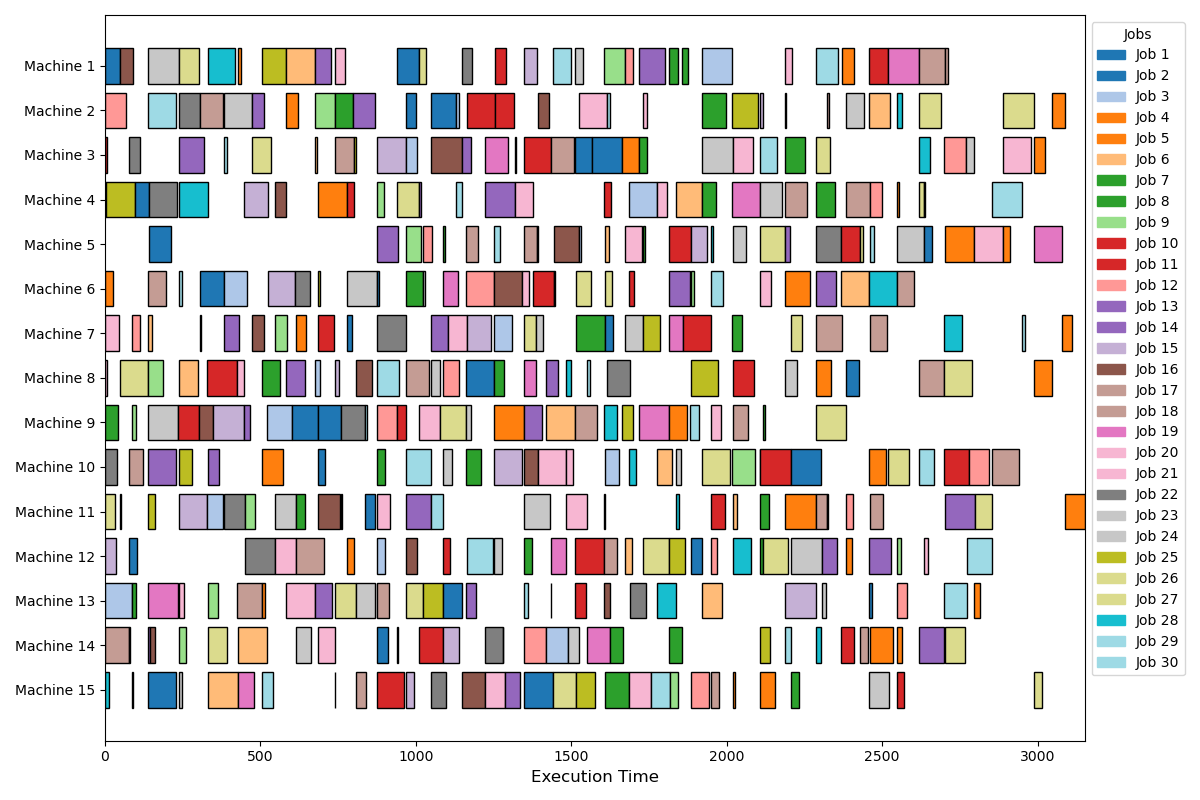 Machine 1
Machine 2
Machine 3
Machine 4
Machine 5
Machine 6
Machine 7
Machine 8
Machine 9
Machine 10
Machine 11
Machine 12
Machine 13
Machine 14
Machine 15
0 500 1000 1500 2000 2500 3000
Execution Time
Jobs
Job 1
Job 2
Job 3
Job 4
Job 5
Job 6
Job 7
Job 8
Job 9
Job 10
Job 11
Job 12
Job 13
Job 14
Job 15
Job 16
Job 17
Job 18
Job 19
Job 20
Job 21
Job 22
Job 23
Job 24
Job 25
Job 26
Job 27
Job 28
Job 29
Job 30